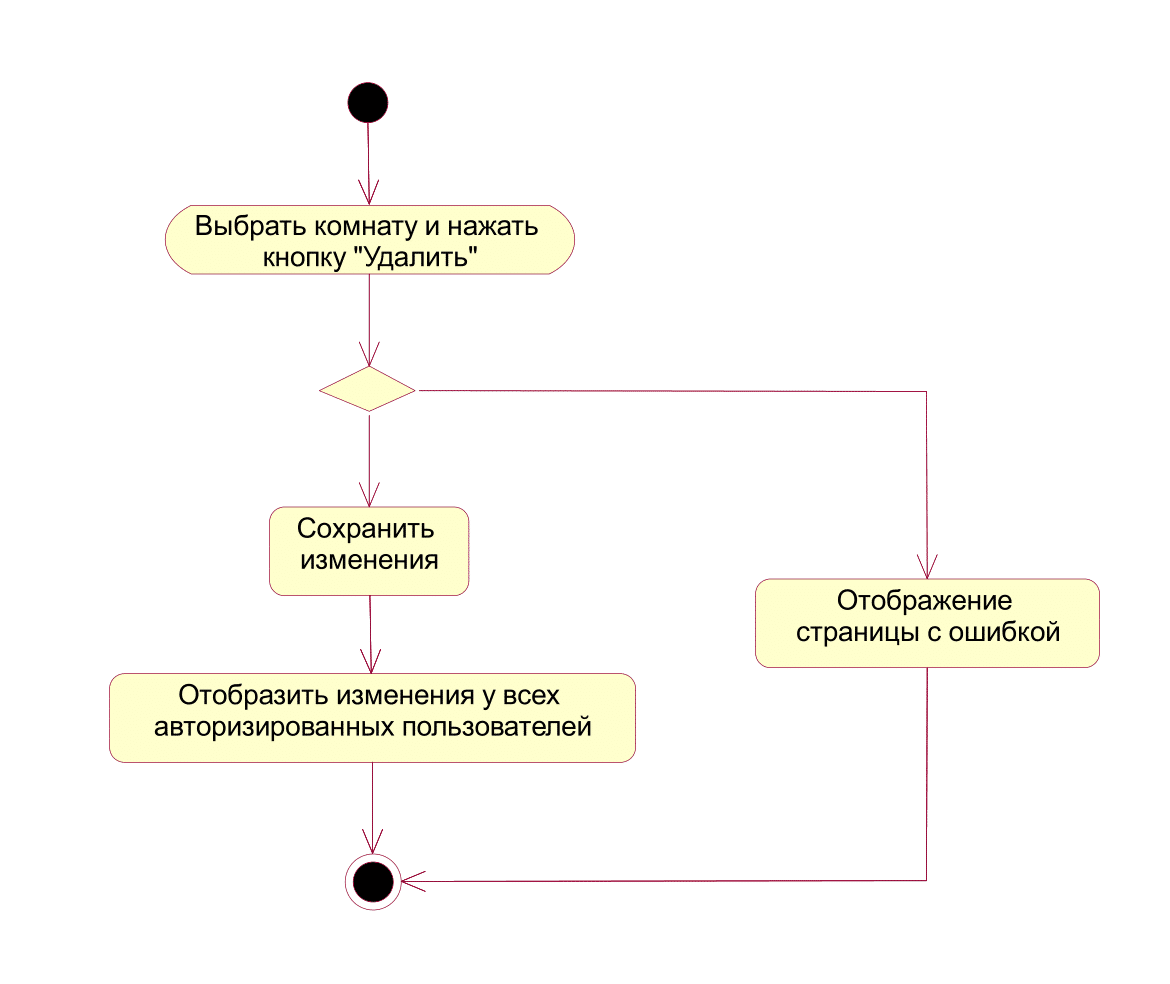 Выбрать комнату и нажать
кнопку "Удалить"
Сохранить
изменения
Отображение
страницы с ошибкой
Отобразить изменения у всех
авторизированных пользователей